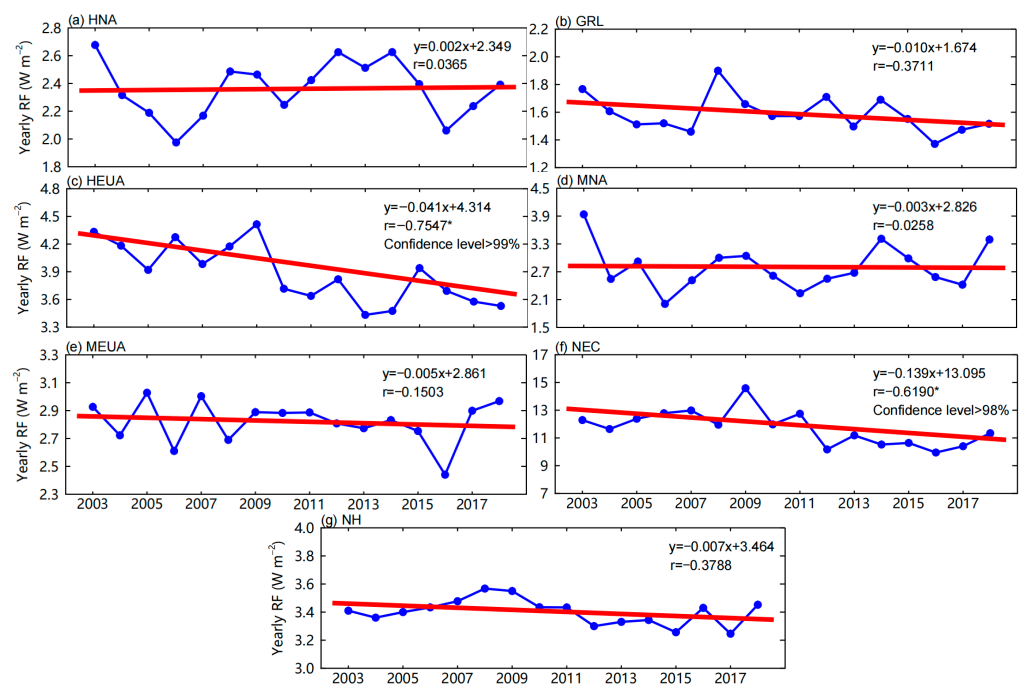 (a) HNA
(b) GRL
Yearly RF (W m⁻²)
2.8
2.6
2.4
2.2
2.0
1.8
y=0.002x+2.349
r=0.0365
2.2
2.0
1.8
1.6
1.4
1.2
y=−0.010x+1.674
r=−0.3711
(c) HEUA
(d) MNA
Yearly RF (W m⁻²)
4.8
4.5
4.2
3.9
3.6
3.3
y=−0.041x+4.314
r=−0.7547*
Confidence level>99%
4.5
3.9
3.3
2.7
2.1
1.5
y=−0.003x+2.826
r=−0.0258
(e) MEUA
(f) NEC
Yearly RF (W m⁻²)
3.3
3.1
2.9
2.7
2.5
2.3
y=−0.005x+2.861
r=−0.1503
2003 2005 2007 2009 2011 2013 2015 2017
17
15
13
11
9
7
y=−0.139x+13.095
r=−0.6190*
Confidence level>98%
2003 2005 2007 2009 2011 2013 2015 2017
(g) NH
Yearly RF (W m⁻²)
4.0
3.8
3.6
3.4
3.2
3.0
y=−0.007x+3.464
r=−0.3788
2003 2005 2007 2009 2011 2013 2015 2017